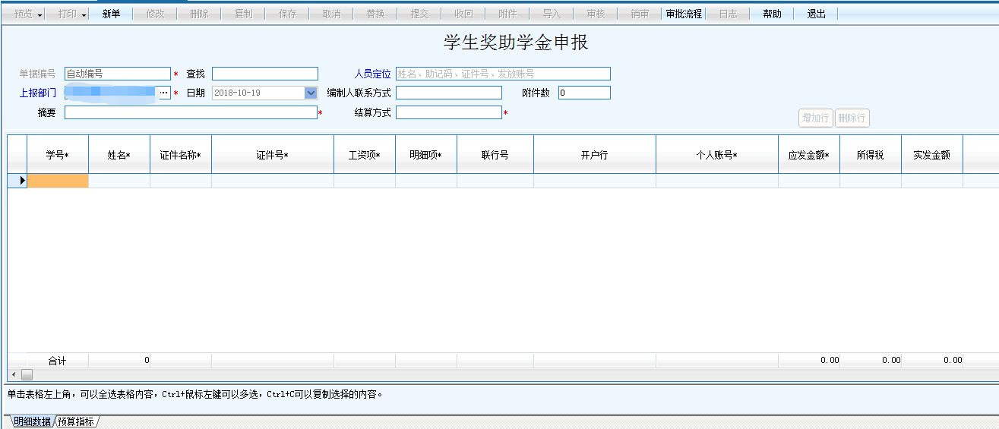 预览 打印 新单 修改 删除 复制 保存 取消 替换 提交 收回 附件 导入 审核 销审 审批流程 日志 帮助 退出
学生奖助学金申报
单据编号 自动编号 * 查找 人员定位 姓名、助记码、证件号、发放账号
上报部门 ... * 日期 2018-10-19 编制人联系方式 附件数 0
摘要 * 结算方式 * 增加行 删除行
学号* 姓名* 证件名称* 证件号* 工资项* 明细项* 联行号 开户行 个人账号* 应发金额* 所得税 实发金额
合计 0 0.00 0.00 0.00
单击表格左上角，可以全选表格内容，Ctrl+鼠标左键可以多选，Ctrl+C可以复制选择的内容。
明细数据 预算指标